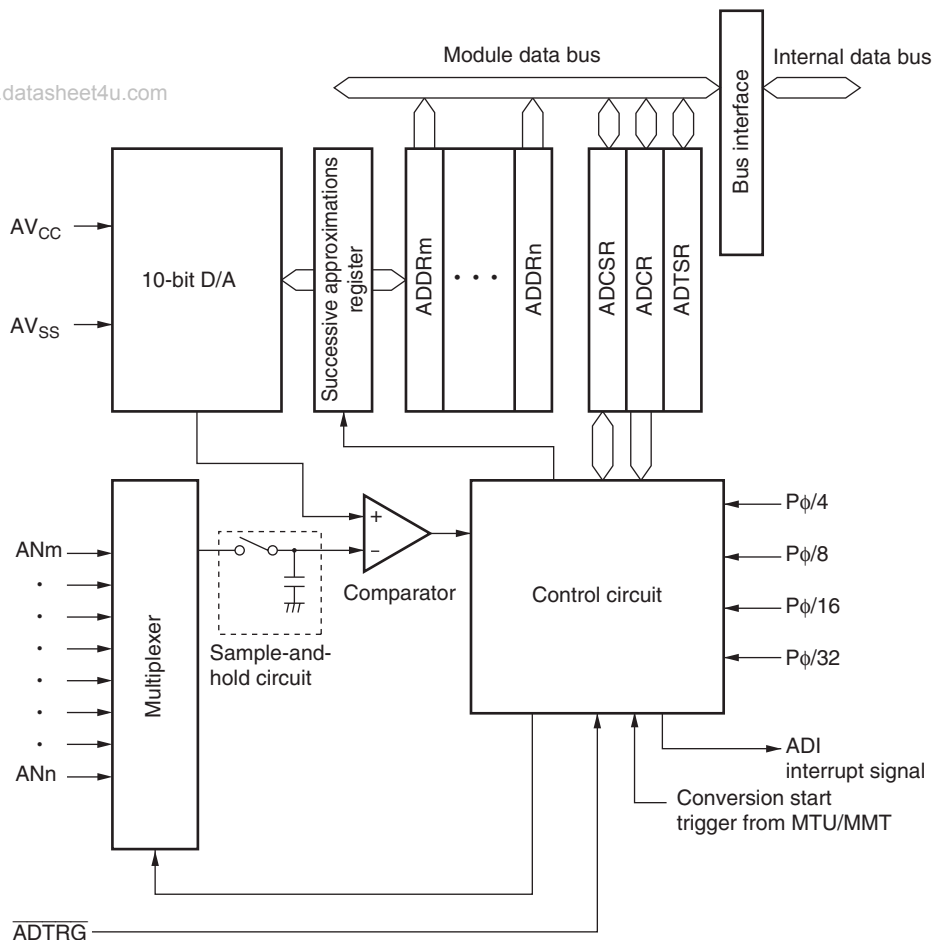 Module data bus
Internal data bus
.datasheet4u.com
Bus interface
AVCC
AVSS
10-bit D/A
Successive approximations
register
ADDRm
• • •
ADDRn
ADCSR
ADCR
ADTSR
ANm
ANn
Multiplexer
Sample-and-
hold circuit
+
−
Comparator
Control circuit
Pϕ/4
Pϕ/8
Pϕ/16
Pϕ/32
ADI
interrupt signal
Conversion start
trigger from MTU/MMT
ADTRG